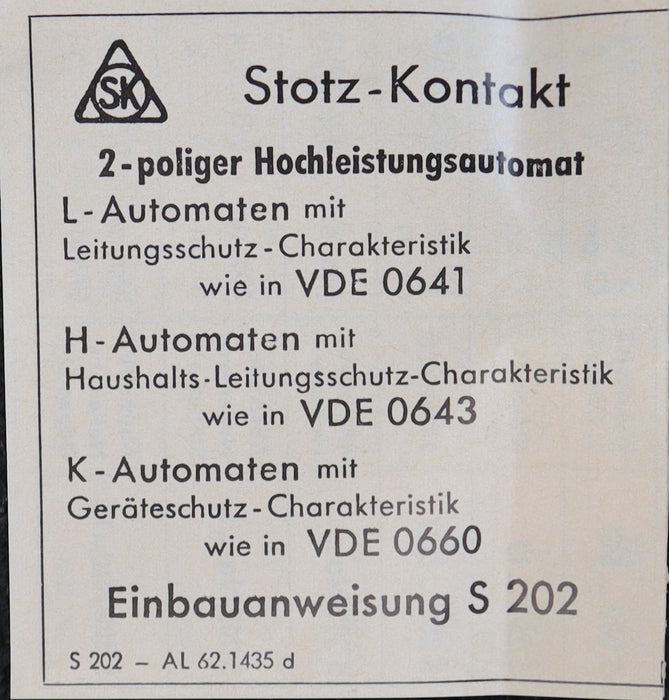 SK
Stotz-Kontakt
2-poliger Hochleistungsautomat
L-Automaten mit
Leitungsschutz-Charakteristik
wie in VDE 0641
H-Automaten mit
Haushalts-Leitungsschutz-Charakteristik
wie in VDE 0643
K-Automaten mit
Geräteschutz-Charakteristik
wie in VDE 0660
Einbauanweisung S 202
S 202 – AL 62.1435 d